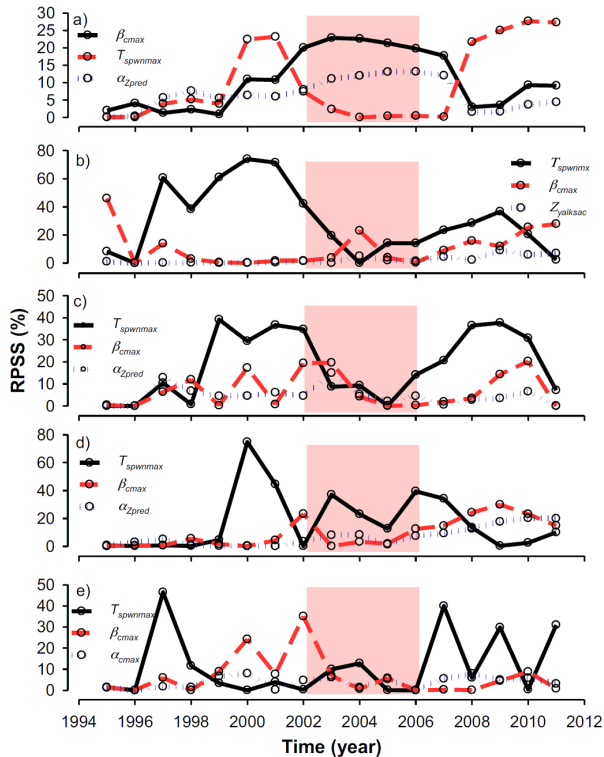 a)
β_cmax
T_spwnmax
α_Zpred
30
25
20
15
10
5
0
b)
T_spwnmx
β_cmax
Z_yalksac
80
60
40
20
0
RPSS (%)
c)
T_spwnmax
β_cmax
α_Zpred
50
40
30
20
10
0
d)
T_spwnmax
β_cmax
α_Zpred
80
60
40
20
0
e)
T_spwnmax
β_cmax
α_cmax
50
40
30
20
10
0
1994 1996 1998 2000 2002 2004 2006 2008 2010 2012
Time (year)